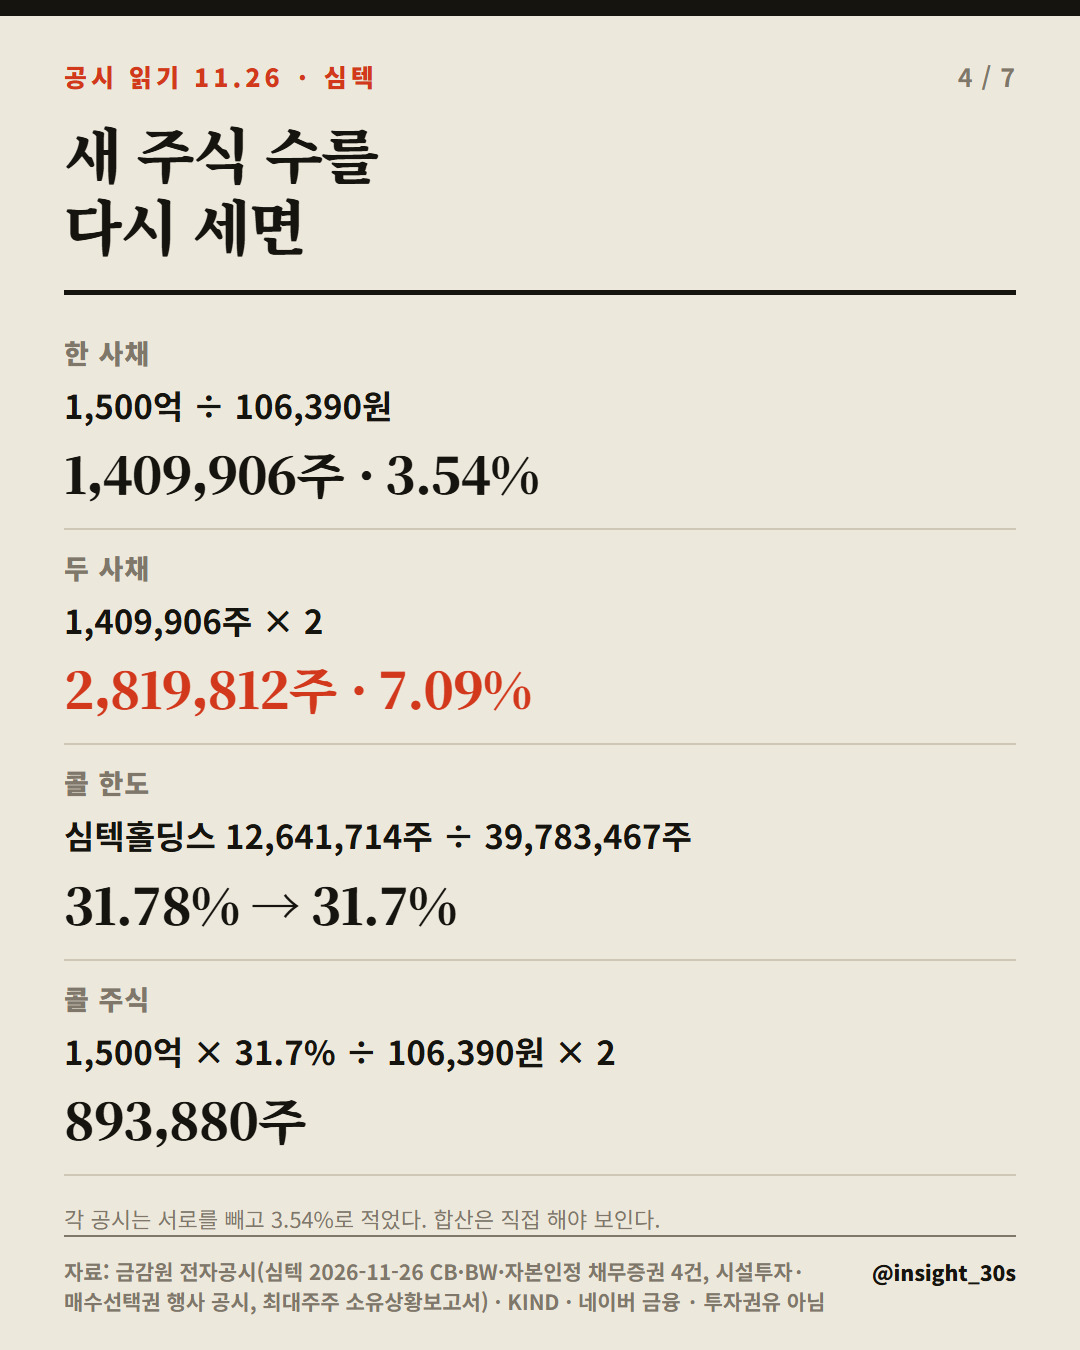 공시 읽기 11.26 · 심텍
4 / 7
새 주식 수를
다시 세면
한 사채
1,500억 ÷ 106,390원
1,409,906주 · 3.54%
두 사채
1,409,906주 × 2
2,819,812주 · 7.09%
콜 한도
심텍홀딩스 12,641,714주 ÷ 39,783,467주
31.78% → 31.7%
콜 주식
1,500억 × 31.7% ÷ 106,390원 × 2
893,880주
각 공시는 서로를 빼고 3.54%로 적었다. 합산은 직접 해야 보인다.
자료: 금감원 전자공시(심텍 2026-11-26 CB·BW·자본인정 채무증권 4건, 시설투자·
매수선택권 행사 공시, 최대주주 소유상황보고서) · KIND · 네이버 금융 · 투자권유 아님
@insight_30s